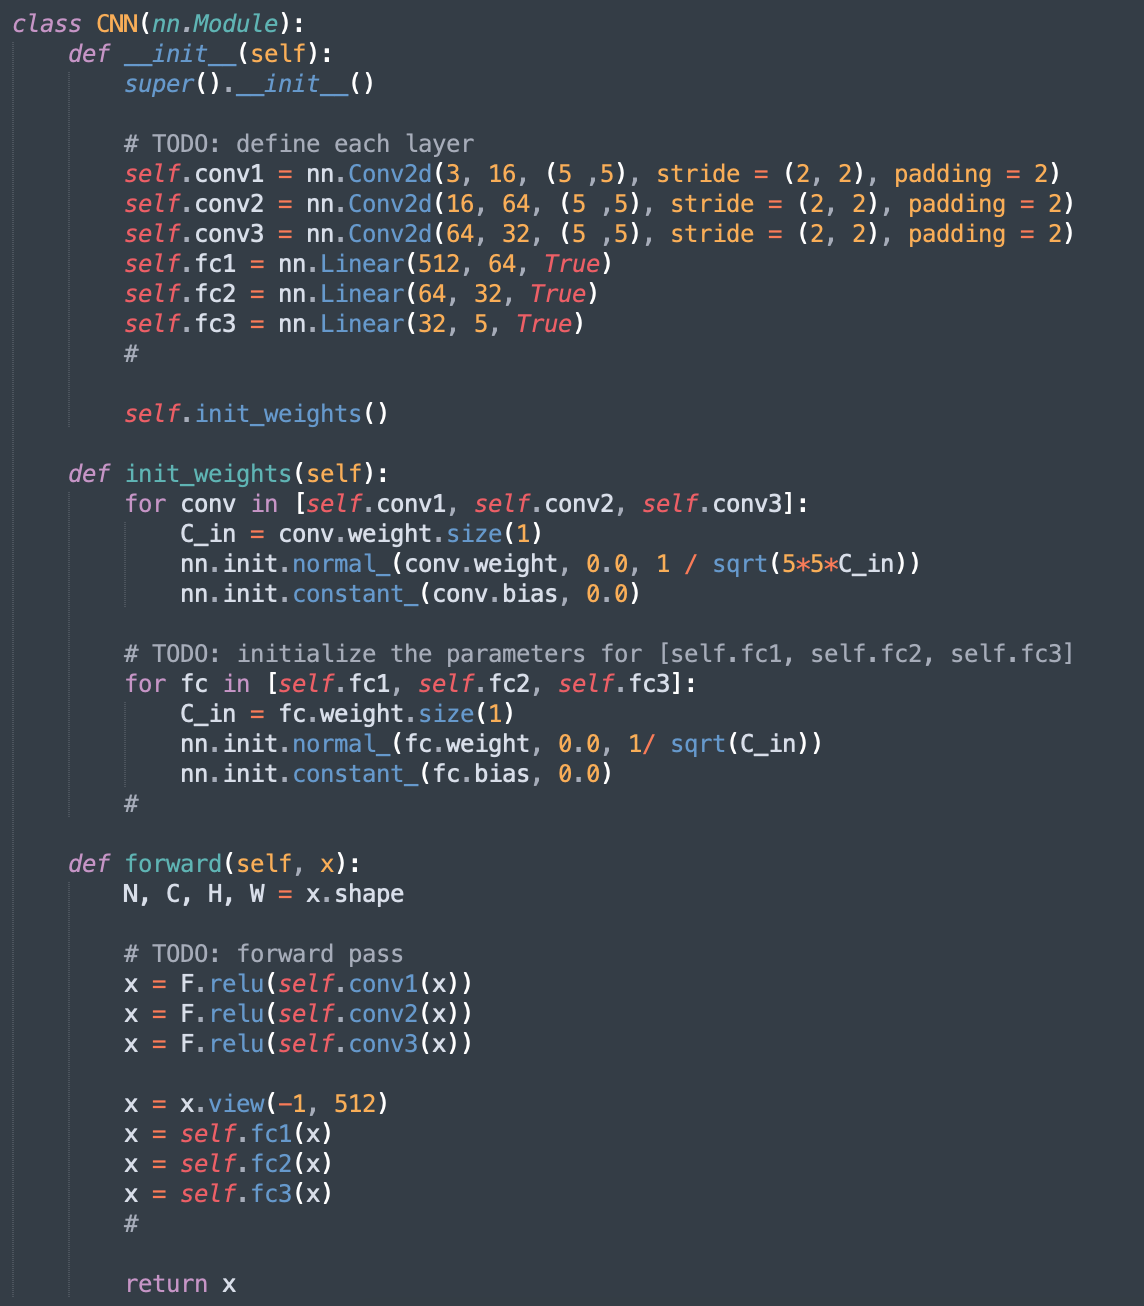 class CNN(nn.Module):
    def __init__(self):
        super().__init__()

        # TODO: define each layer
        self.conv1 = nn.Conv2d(3, 16, (5 ,5), stride = (2, 2), padding = 2)
        self.conv2 = nn.Conv2d(16, 64, (5 ,5), stride = (2, 2), padding = 2)
        self.conv3 = nn.Conv2d(64, 32, (5 ,5), stride = (2, 2), padding = 2)
        self.fc1 = nn.Linear(512, 64, True)
        self.fc2 = nn.Linear(64, 32, True)
        self.fc3 = nn.Linear(32, 5, True)
        #

        self.init_weights()

    def init_weights(self):
        for conv in [self.conv1, self.conv2, self.conv3]:
            C_in = conv.weight.size(1)
            nn.init.normal_(conv.weight, 0.0, 1 / sqrt(5*5*C_in))
            nn.init.constant_(conv.bias, 0.0)

        # TODO: initialize the parameters for [self.fc1, self.fc2, self.fc3]
        for fc in [self.fc1, self.fc2, self.fc3]:
            C_in = fc.weight.size(1)
            nn.init.normal_(fc.weight, 0.0, 1/ sqrt(C_in))
            nn.init.constant_(fc.bias, 0.0)
        #

    def forward(self, x):
        N, C, H, W = x.shape

        # TODO: forward pass
        x = F.relu(self.conv1(x))
        x = F.relu(self.conv2(x))
        x = F.relu(self.conv3(x))

        x = x.view(-1, 512)
        x = self.fc1(x)
        x = self.fc2(x)
        x = self.fc3(x)
        #

        return x